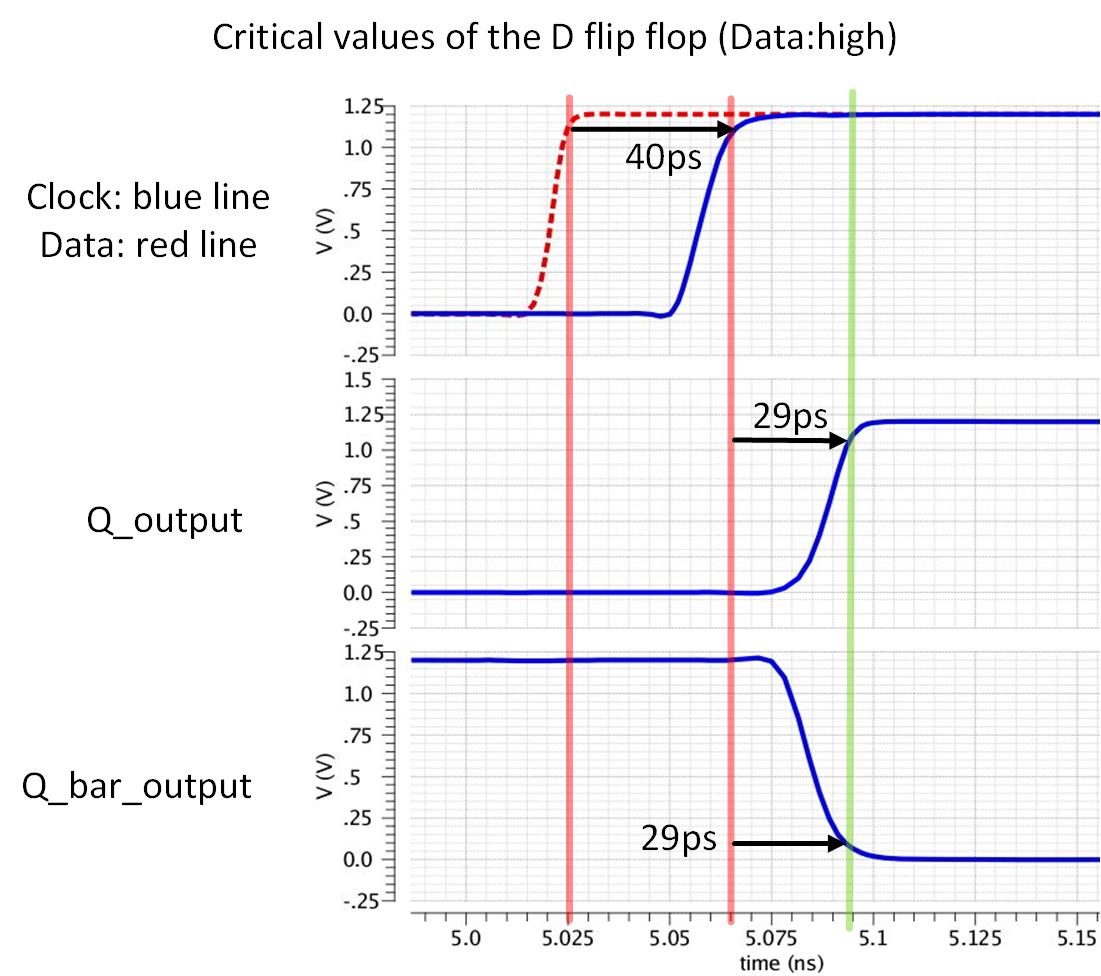 Critical values of the D flip flop (Data:high)
Clock: blue line
Data: red line
V (V)
1.25
1.0
.75
.5
.25
0.0
-.25
40ps
Q_output
V (V)
1.5
1.25
1.0
.75
.5
.25
0.0
-.25
29ps
Q_bar_output
V (V)
1.25
1.0
.75
.5
.25
0.0
-.25
29ps
5.0 5.025 5.05 5.075 5.1 5.125 5.15
time (ns)